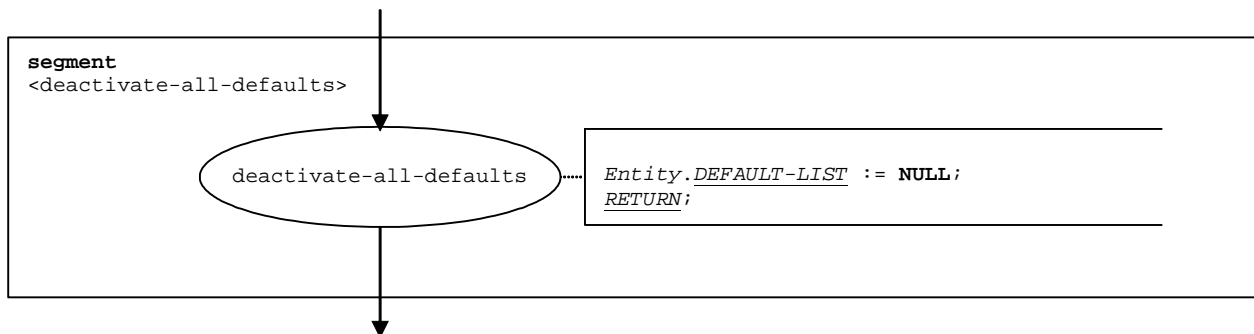 segment
<deactivate-all-defaults>
deactivate-all-defaults
Entity.DEFAULT-LIST := NULL;
RETURN;